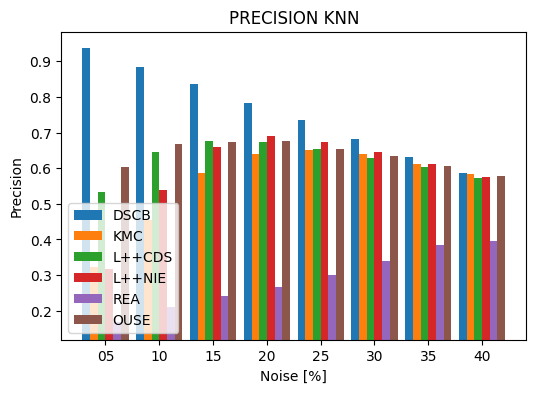 PRECISION KNN
Precision
0.9
0.8
0.7
0.6
0.5
0.4
0.3
0.2
DSCB
KMC
L++CDS
L++NIE
REA
OUSE
05 10 15 20 25 30 35 40
Noise [%]